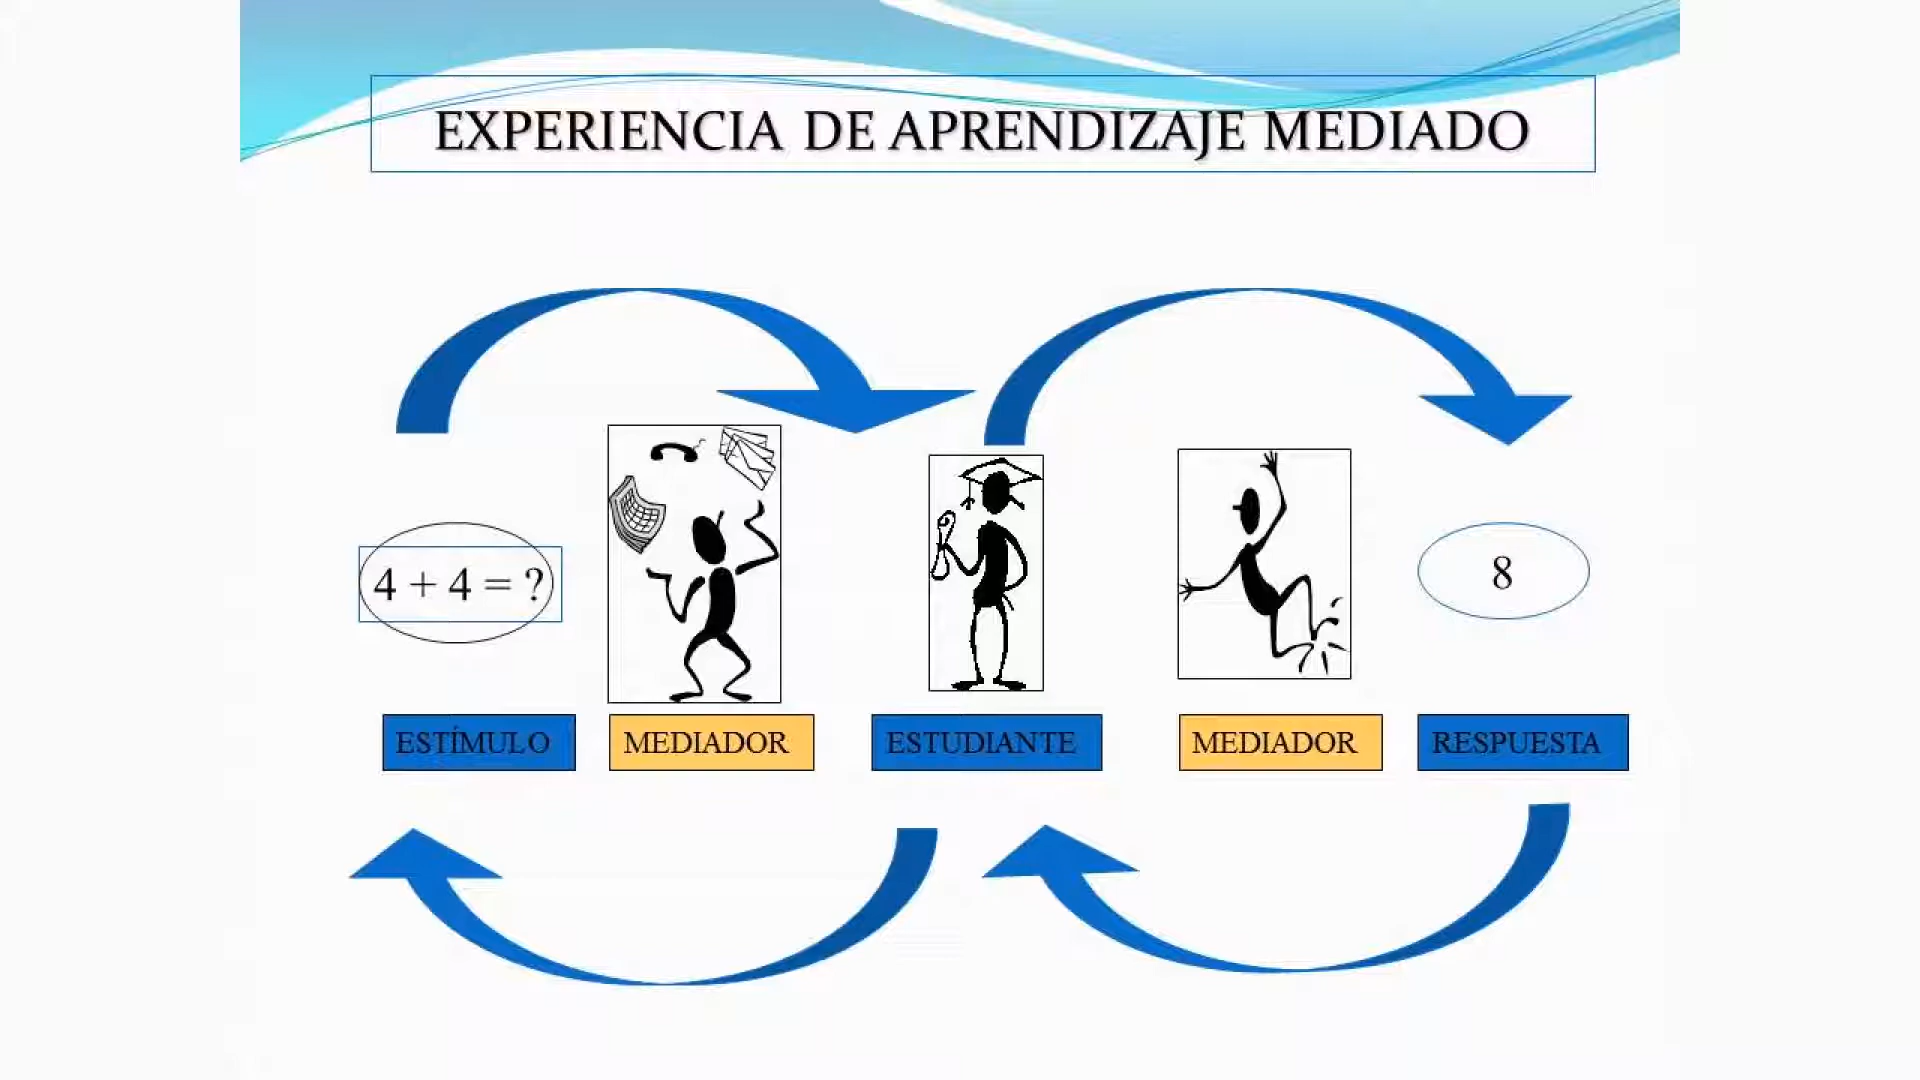 EXPERIENCIA DE APRENDIZAJE MEDIADO
4 + 4 = ?
8
ESTÍMULO
MEDIADOR
ESTUDIANTE
MEDIADOR
RESPUESTA